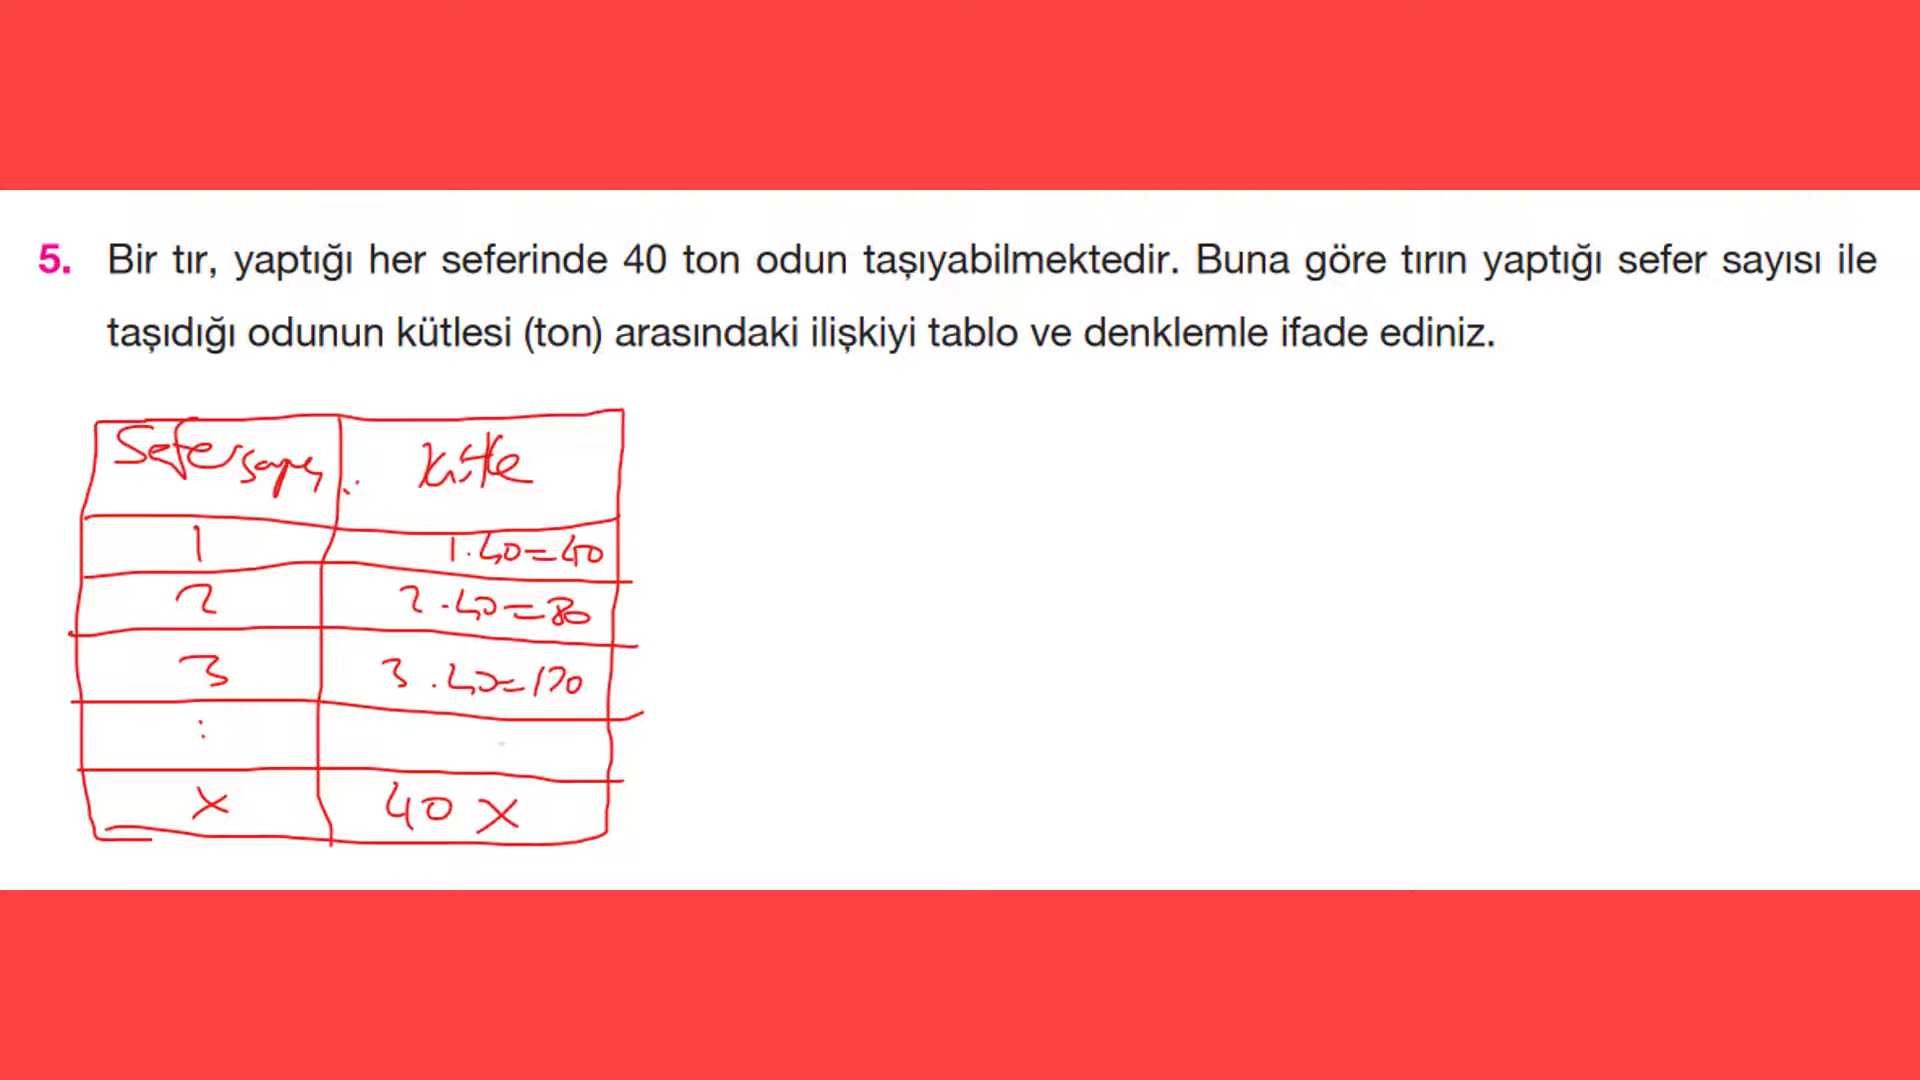 5. Bir tır, yaptığı her seferinde 40 ton odun taşıyabilmektedir. Buna göre tırın yaptığı sefer sayısı ile
taşıdığı odunun kütlesi (ton) arasındaki ilişkiyi tablo ve denklemle ifade ediniz.
Sefer sayısı Kütle
1 1.40=40
2 2.40=80
3 3.40=120
:
x 40x